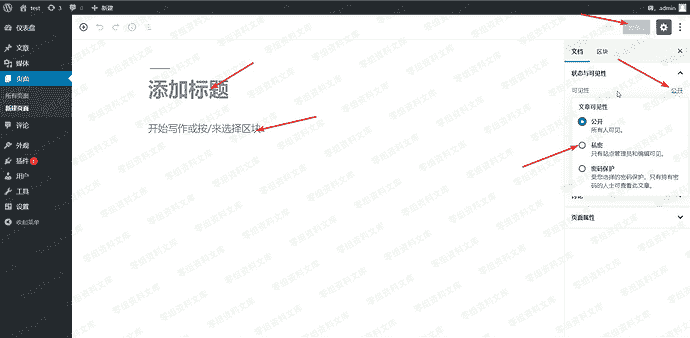 test
3
0
新建
admin
仪表盘
文章
媒体
页面
所有页面
新建页面
评论
外观
插件 1
用户
工具
设置
收起菜单
添加标题
开始写作或按/来选择区块
文档 区块
状态与可见性
可见性 公开
文章可见性
公开
所有人可见。
私密
只有站点管理员和编辑可见。
密码保护
受您选择的密码保护。只有持有密
码的人士可查看此文章。
讨论
页面属性
零组资料文库